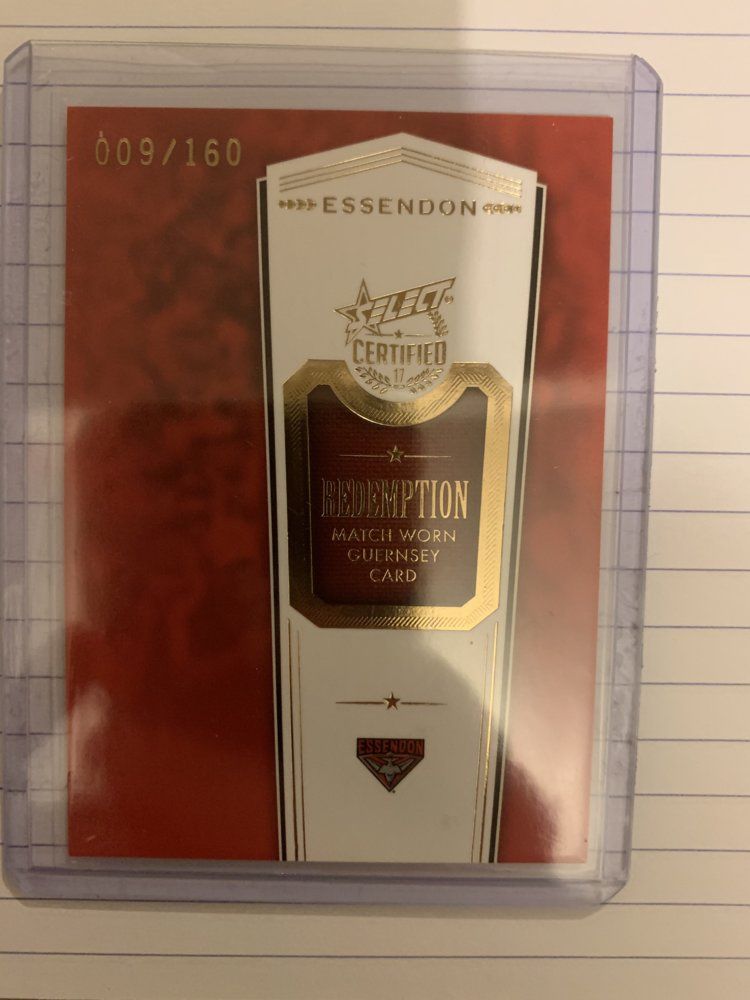 009/160
ESSENDON
SELECT
CERTIFIED
17
REDEMPTION
MATCH WORN
GUERNSEY
CARD
ESSENDON